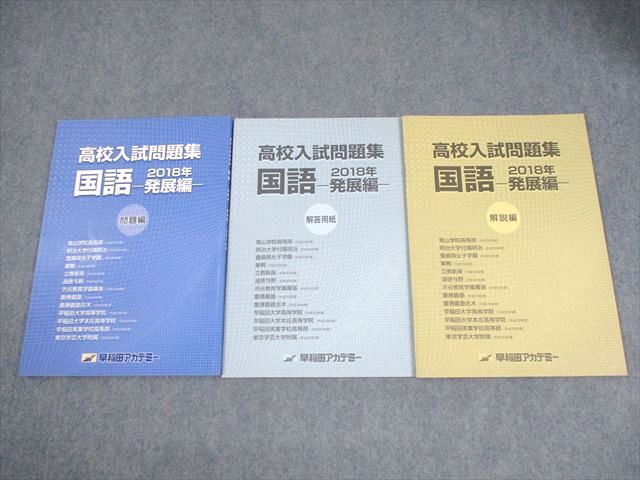 高校入試問題集
国語 2018年
―発展編―
問題編
青山学院高等部
明治大学付属明治
豊島岡女子学園
巣鴨
立教新座
淑徳与野
渋谷教育学園幕張
慶應義塾
慶應義塾志木
早稲田大学高等学院
早稲田大学本庄高等学院
早稲田実業学校高等部
東京学芸大学附属
早稲田アカデミー
高校入試問題集
国語 2018年
―発展編―
解答用紙
青山学院高等部
明治大学付属明治
豊島岡女子学園
巣鴨
立教新座
淑徳与野
渋谷教育学園幕張
慶應義塾
慶應義塾志木
早稲田大学高等学院
早稲田大学本庄高等学院
早稲田実業学校高等部
東京学芸大学附属
早稲田アカデミー
高校入試問題集
国語 2018年
―発展編―
解説編
青山学院高等部
明治大学付属明治
豊島岡女子学園
巣鴨
立教新座
淑徳与野
渋谷教育学園幕張
慶應義塾
慶應義塾志木
早稲田大学高等学院
早稲田大学本庄高等学院
早稲田実業学校高等部
東京学芸大学附属
早稲田アカデミー